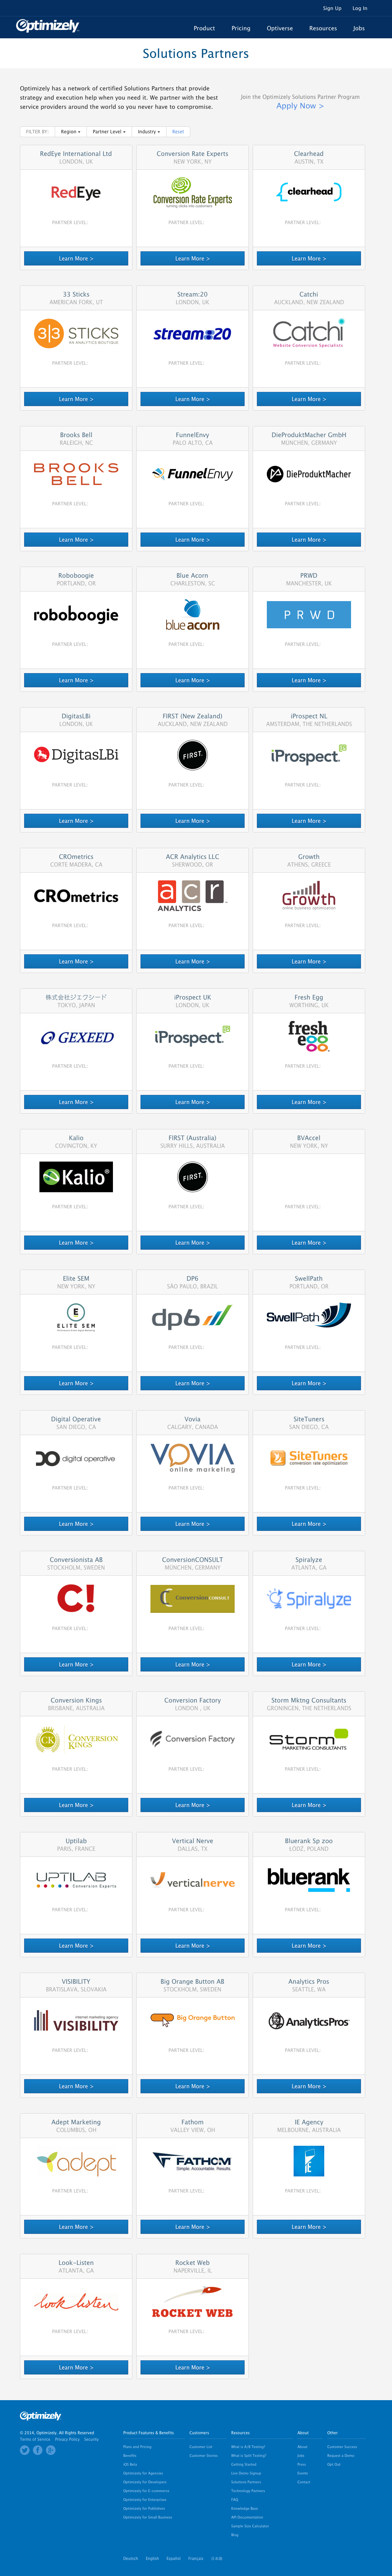 Sign Up Log In
Optimizely
Product Pricing Optiverse Resources Jobs
Solutions Partners
Optimizely has a network of certified Solutions Partners that provide
strategy and execution help when you need it. We partner with the best
service providers around the world so you never have to compromise.
Join the Optimizely Solutions Partner Program
Apply Now >
FILTER BY: Region Partner Level Industry Reset
RedEye International Ltd
LONDON, UK
RedEye
PARTNER LEVEL:
Learn More >
Conversion Rate Experts
NEW YORK, NY
Conversion Rate Experts
turning clicks into customers
PARTNER LEVEL:
Learn More >
Clearhead
AUSTIN, TX
clearhead
PARTNER LEVEL:
Learn More >
33 Sticks
AMERICAN FORK, UT
33 STICKS
AN ANALYTICS BOUTIQUE
PARTNER LEVEL:
Learn More >
Stream:20
LONDON, UK
stream:20
PARTNER LEVEL:
Learn More >
Catchi
AUCKLAND, NEW ZEALAND
Catchi
Website Conversion Specialists
PARTNER LEVEL:
Learn More >
Brooks Bell
RALEIGH, NC
BROOKS
BELL
PARTNER LEVEL:
Learn More >
FunnelEnvy
PALO ALTO, CA
FunnelEnvy
PARTNER LEVEL:
Learn More >
DieProduktMacher GmbH
MÜNCHEN, GERMANY
DieProduktMacher
PARTNER LEVEL:
Learn More >
Roboboogie
PORTLAND, OR
roboboogie
PARTNER LEVEL:
Learn More >
Blue Acorn
CHARLESTON, SC
blue acorn
PARTNER LEVEL:
Learn More >
PRWD
MANCHESTER, UK
PRWD
PARTNER LEVEL:
Learn More >
DigitasLBi
LONDON, UK
DigitasLBi
PARTNER LEVEL:
Learn More >
FIRST (New Zealand)
AUCKLAND, NEW ZEALAND
FIRST.
PARTNER LEVEL:
Learn More >
iProspect NL
AMSTERDAM, THE NETHERLANDS
iProspect.
PARTNER LEVEL:
Learn More >
CROmetrics
CORTE MADERA, CA
CROmetrics
PARTNER LEVEL:
Learn More >
ACR Analytics LLC
SHERWOOD, OR
acr
ANALYTICS
PARTNER LEVEL:
Learn More >
Growth
ATHENS, GREECE
Growth
online business optimization
PARTNER LEVEL:
Learn More >
株式会社ジェグシード
TOKYO, JAPAN
GEXEED
PARTNER LEVEL:
Learn More >
iProspect UK
LONDON, UK
iProspect.
PARTNER LEVEL:
Learn More >
Fresh Egg
WORTHING, UK
fresh
egg
PARTNER LEVEL:
Learn More >
Kalio
COVINGTON, KY
Kalio®
PARTNER LEVEL:
Learn More >
FIRST (Australia)
SURRY HILLS, AUSTRALIA
FIRST.
PARTNER LEVEL:
Learn More >
BVAccel
NEW YORK, NY
PARTNER LEVEL:
Learn More >
Elite SEM
NEW YORK, NY
E
ELITE SEM
PARTNER LEVEL:
Learn More >
DP6
SÃO PAULO, BRAZIL
dp6
PARTNER LEVEL:
Learn More >
SwellPath
PORTLAND, OR
SwellPath
PARTNER LEVEL:
Learn More >
Digital Operative
SAN DIEGO, CA
digital operative
PARTNER LEVEL:
Learn More >
Vovia
CALGARY, CANADA
VOVIA
online marketing
PARTNER LEVEL:
Learn More >
SiteTuners
SAN DIEGO, CA
SiteTuners
conversion rate optimization
PARTNER LEVEL:
Learn More >
Conversionista AB
STOCKHOLM, SWEDEN
C!
PARTNER LEVEL:
Learn More >
ConversionCONSULT
MÜNCHEN, GERMANY
ConversionCONSULT
PARTNER LEVEL:
Learn More >
Spiralyze
ATLANTA, GA
Spiralyze
PARTNER LEVEL:
Learn More >
Conversion Kings
BRISBANE, AUSTRALIA
CK CONVERSION
KINGS
PARTNER LEVEL:
Learn More >
Conversion Factory
LONDON , UK
Conversion Factory
PARTNER LEVEL:
Learn More >
Storm Mktng Consultants
GRONINGEN, THE NETHERLANDS
Storm
MARKETING CONSULTANTS
PARTNER LEVEL:
Learn More >
Uptilab
PARIS, FRANCE
UPTILAB
Conversion Experts
PARTNER LEVEL:
Learn More >
Vertical Nerve
DALLAS, TX
verticalnerve
PARTNER LEVEL:
Learn More >
Bluerank Sp zoo
ŁÓDŹ, POLAND
bluerank
PARTNER LEVEL:
Learn More >
VISIBILITY
BRATISLAVA, SLOVAKIA
internet marketing agency
VISIBILITY
PARTNER LEVEL:
Learn More >
Big Orange Button AB
STOCKHOLM, SWEDEN
Big Orange Button
PARTNER LEVEL:
Learn More >
Analytics Pros
SEATTLE, WA
AnalyticsPros
PARTNER LEVEL:
Learn More >
Adept Marketing
COLUMBUS, OH
adept
PARTNER LEVEL:
Learn More >
Fathom
VALLEY VIEW, OH
FATHOM
Simple. Accountable. Results.
PARTNER LEVEL:
Learn More >
IE Agency
MELBOURNE, AUSTRALIA
PARTNER LEVEL:
Learn More >
Look-Listen
ATLANTA, GA
look listen
PARTNER LEVEL:
Learn More >
Rocket Web
NAPERVILLE, IL
ROCKET WEB
PARTNER LEVEL:
Learn More >
Optimizely
© 2014, Optimizely. All Rights Reserved
Terms of Service Privacy Policy Security
Product Features & Benefits
Plans and Pricing
Benefits
iOS Beta
Optimizely for Agencies
Optimizely for Developers
Optimizely for E-commerce
Optimizely for Enterprises
Optimizely for Publishers
Optimizely for Small Business
Customers
Customer List
Customer Stories
Resources
What is A/B Testing?
What is Split Testing?
Getting Started
Live Demo Signup
Solutions Partners
Technology Partners
FAQ
Knowledge Base
API Documentation
Sample Size Calculator
Blog
About
About
Jobs
Press
Events
Contact
Other
Customer Success
Request a Demo
Opt-Out
Deutsch English Español Français 日本語